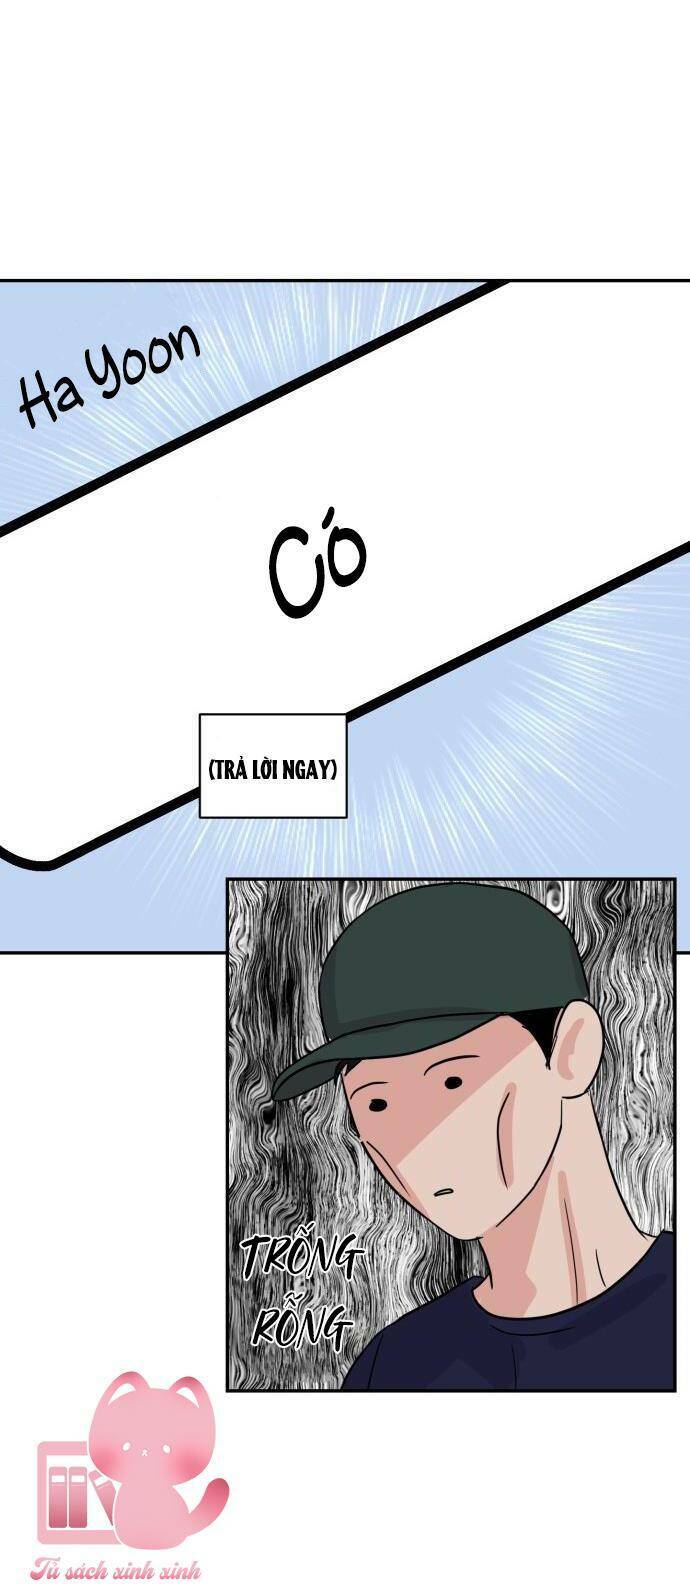 Ha Yoon
Có
(TRẢ LỜI NGAY)
TRỐNG
RỖNG
Tủ sách xinh xinh